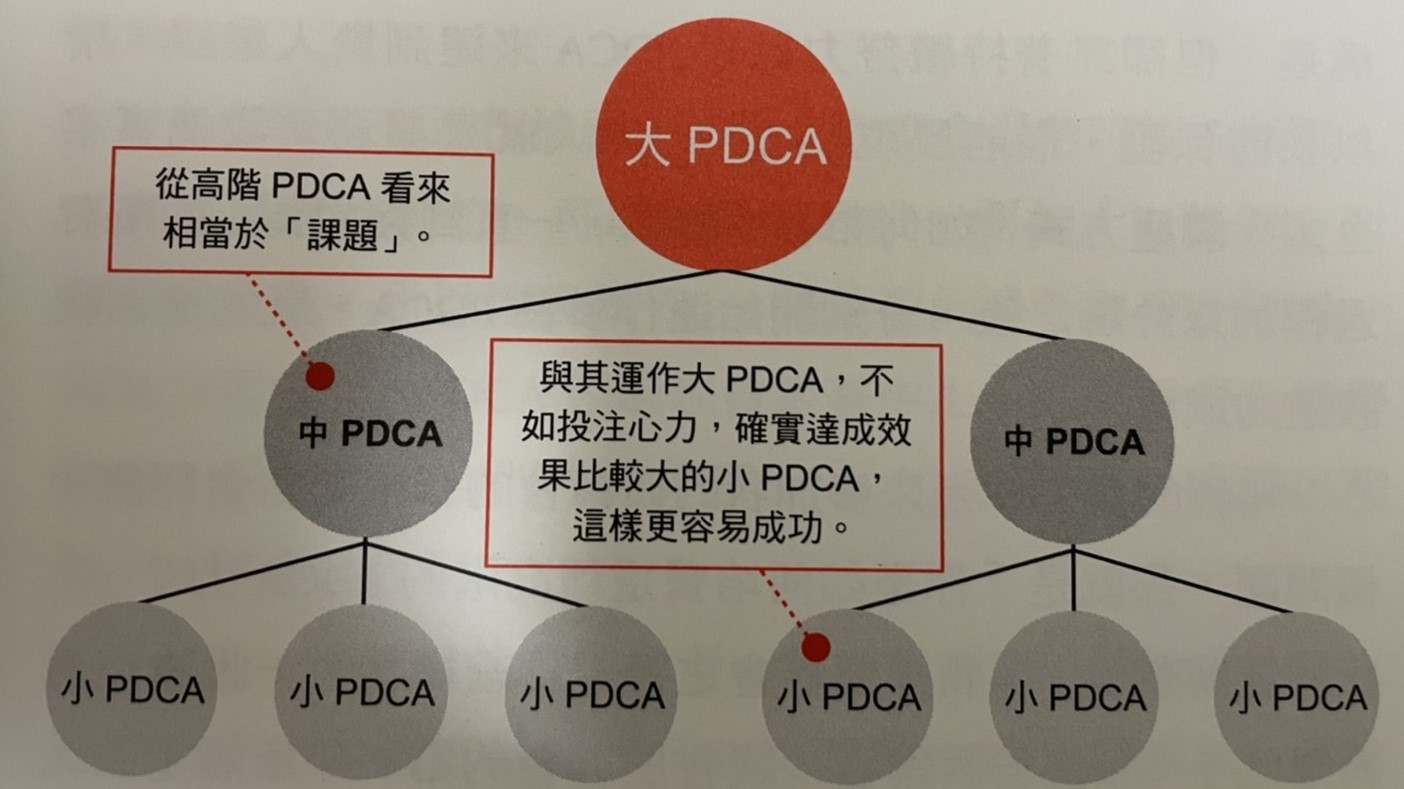 大 PDCA
從高階 PDCA 看來
相當於「課題」。
中 PDCA
與其運作大 PDCA，不
如投注心力，確實達成效
果比較大的小 PDCA，
這樣更容易成功。
中 PDCA
小 PDCA
小 PDCA
小 PDCA
小 PDCA
小 PDCA
小 PDCA